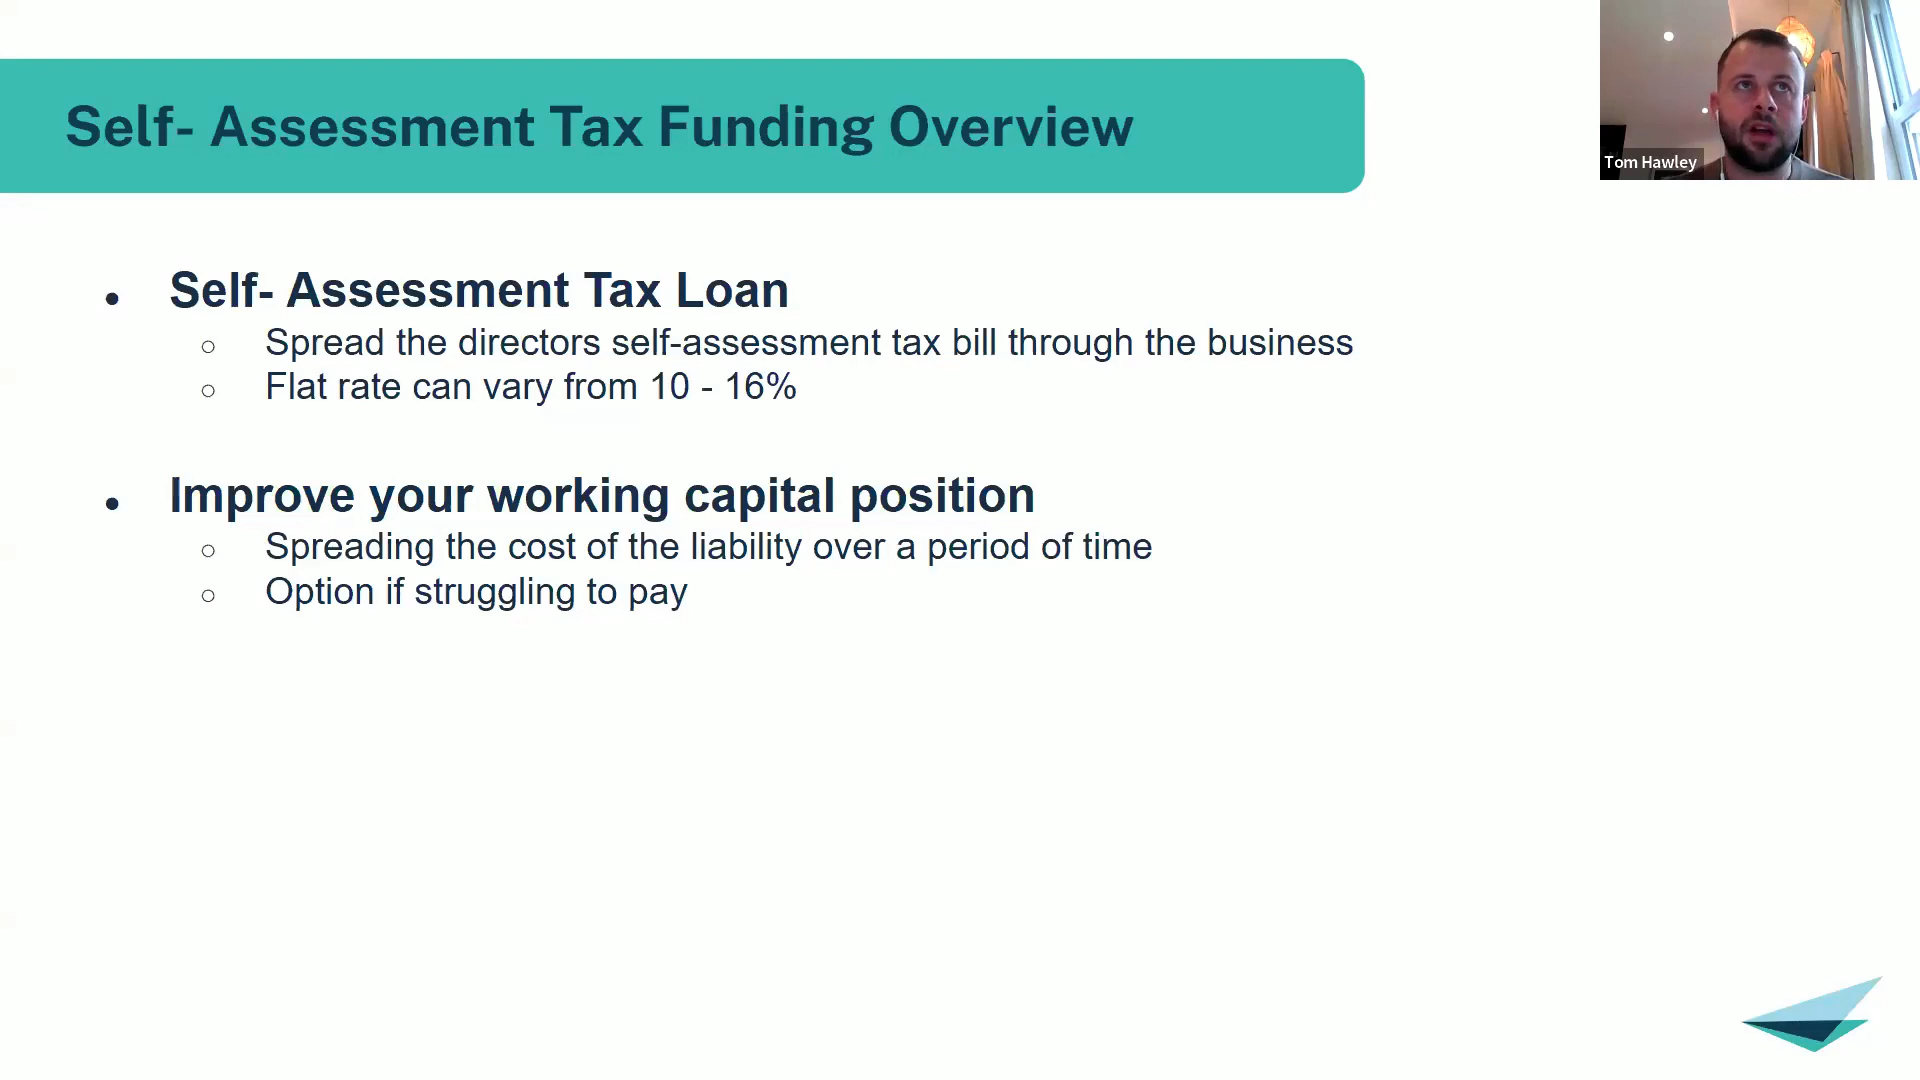 Self- Assessment Tax Funding Overview
Tom Hawley
Self- Assessment Tax Loan
Spread the directors self-assessment tax bill through the business
Flat rate can vary from 10 - 16%
Improve your working capital position
Spreading the cost of the liability over a period of time
Option if struggling to pay